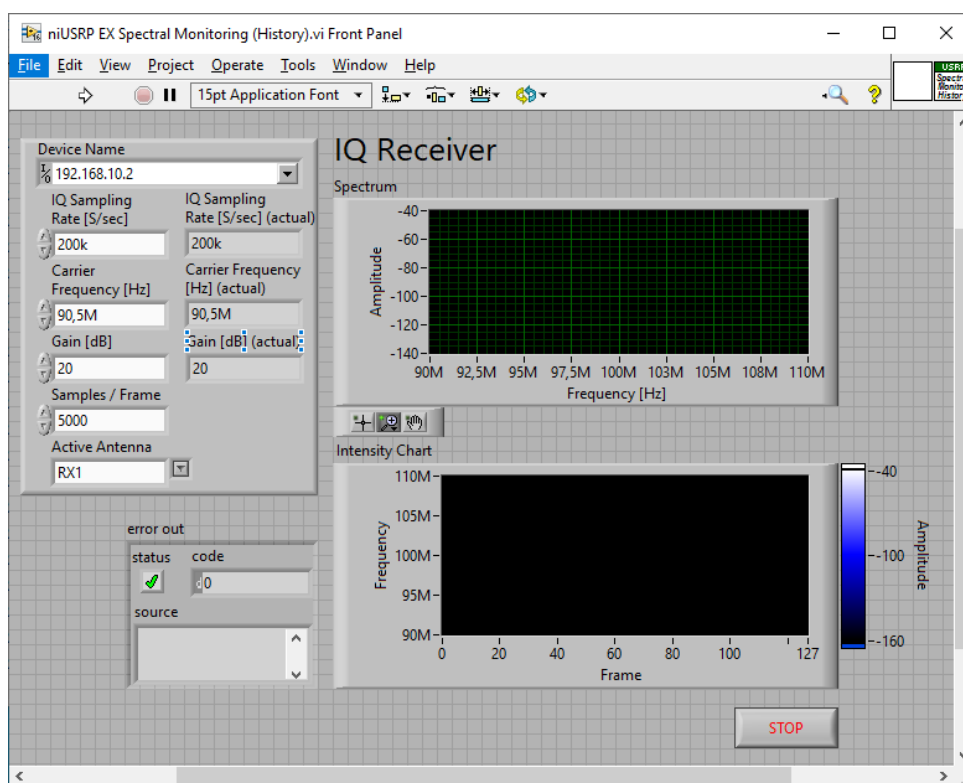 niUSRP EX Spectral Monitoring (History).vi Front Panel
File Edit View Project Operate Tools Window Help
15pt Application Font
USRP
Spectr
Monito
Histor
Device Name
192.168.10.2
IQ Sampling
Rate [S/sec]
200k
IQ Sampling
Rate [S/sec] (actual)
200k
Carrier
Frequency [Hz]
90,5M
Carrier Frequency
[Hz] (actual)
90,5M
Gain [dB]
20
Gain [dB] (actual)
20
Samples / Frame
5000
Active Antenna
RX1
error out
status
code
d0
source
IQ Receiver
Spectrum
Amplitude
-40
-60
-80
-100
-120
-140
90M 92,5M 95M 97,5M 100M 103M 105M 108M 110M
Frequency [Hz]
Intensity Chart
Frequency
110M
105M
100M
95M
90M
0 20 40 60 80 100 127
Frame
-40
-100
-160
Amplitude
STOP